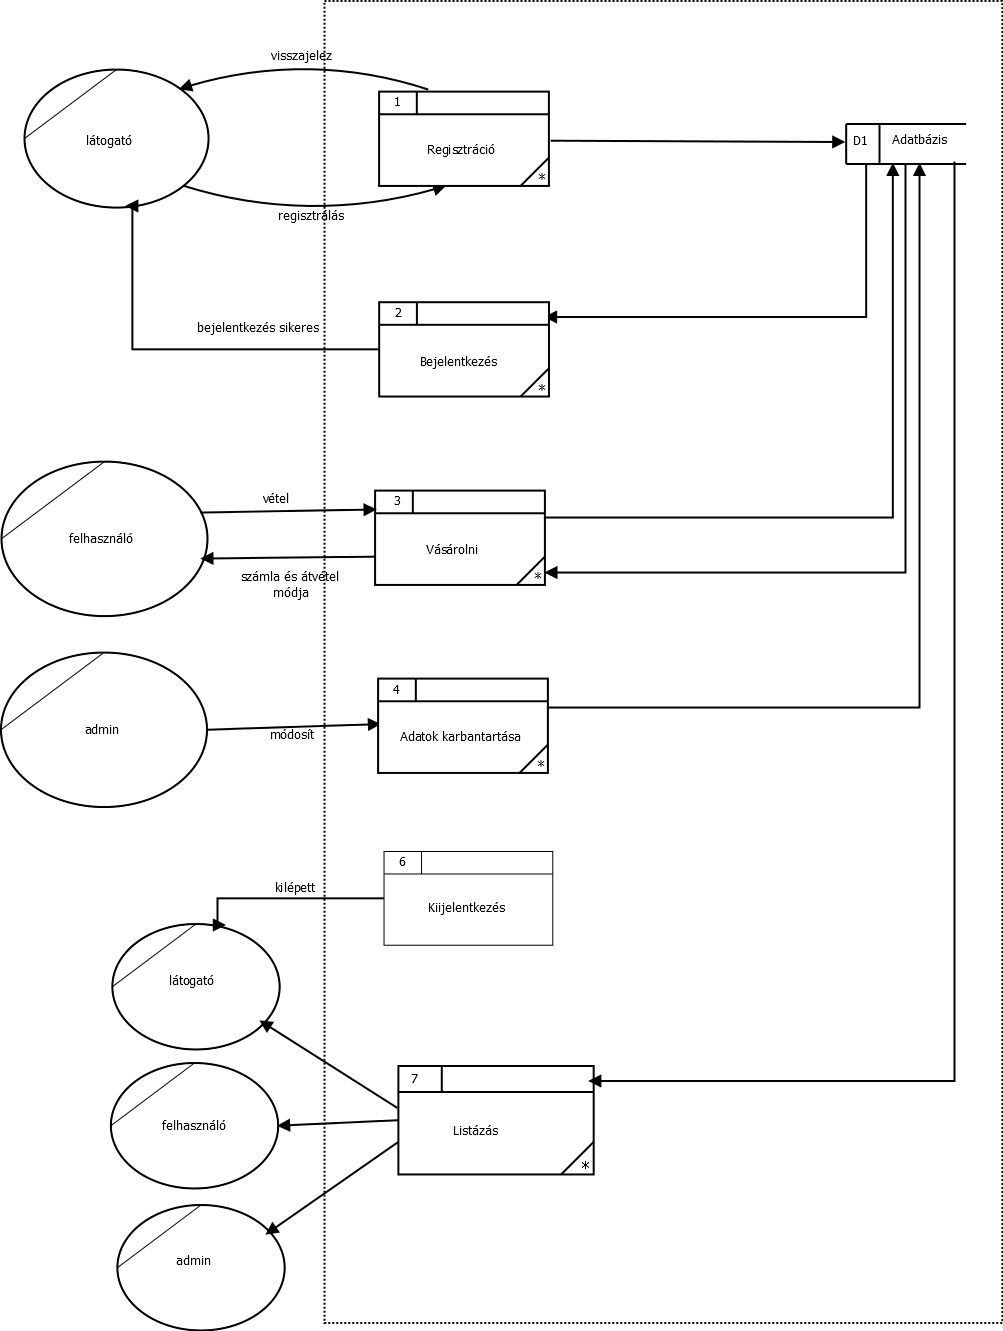 visszajelez
1
látogató
Regisztráció
*
D1
Adatbázis
regisztrálás
2
bejelentkezés sikeres
Bejelentkezés
*
3
vétel
felhasználó
Vásárolni
*
számla és átvétel
módja
4
admin
módosít
Adatok karbantartása
*
6
kilépett
Kiijelentkezés
látogató
7
felhasználó
Listázás
*
admin